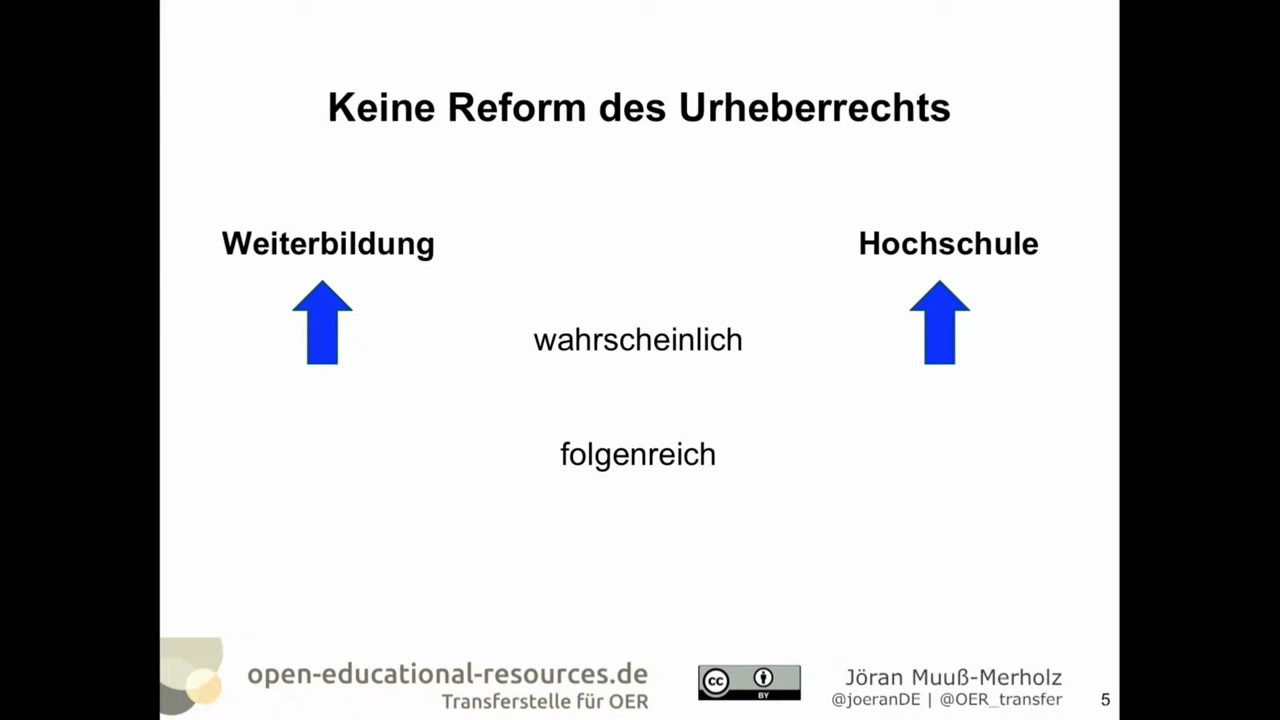 Keine Reform des Urheberrechts
Weiterbildung
Hochschule
wahrscheinlich
folgenreich
open-educational-resources.de
Transferstelle für OER
cc
BY
Jöran Muuß-Merholz
@joeranDE | @OER_transfer
5